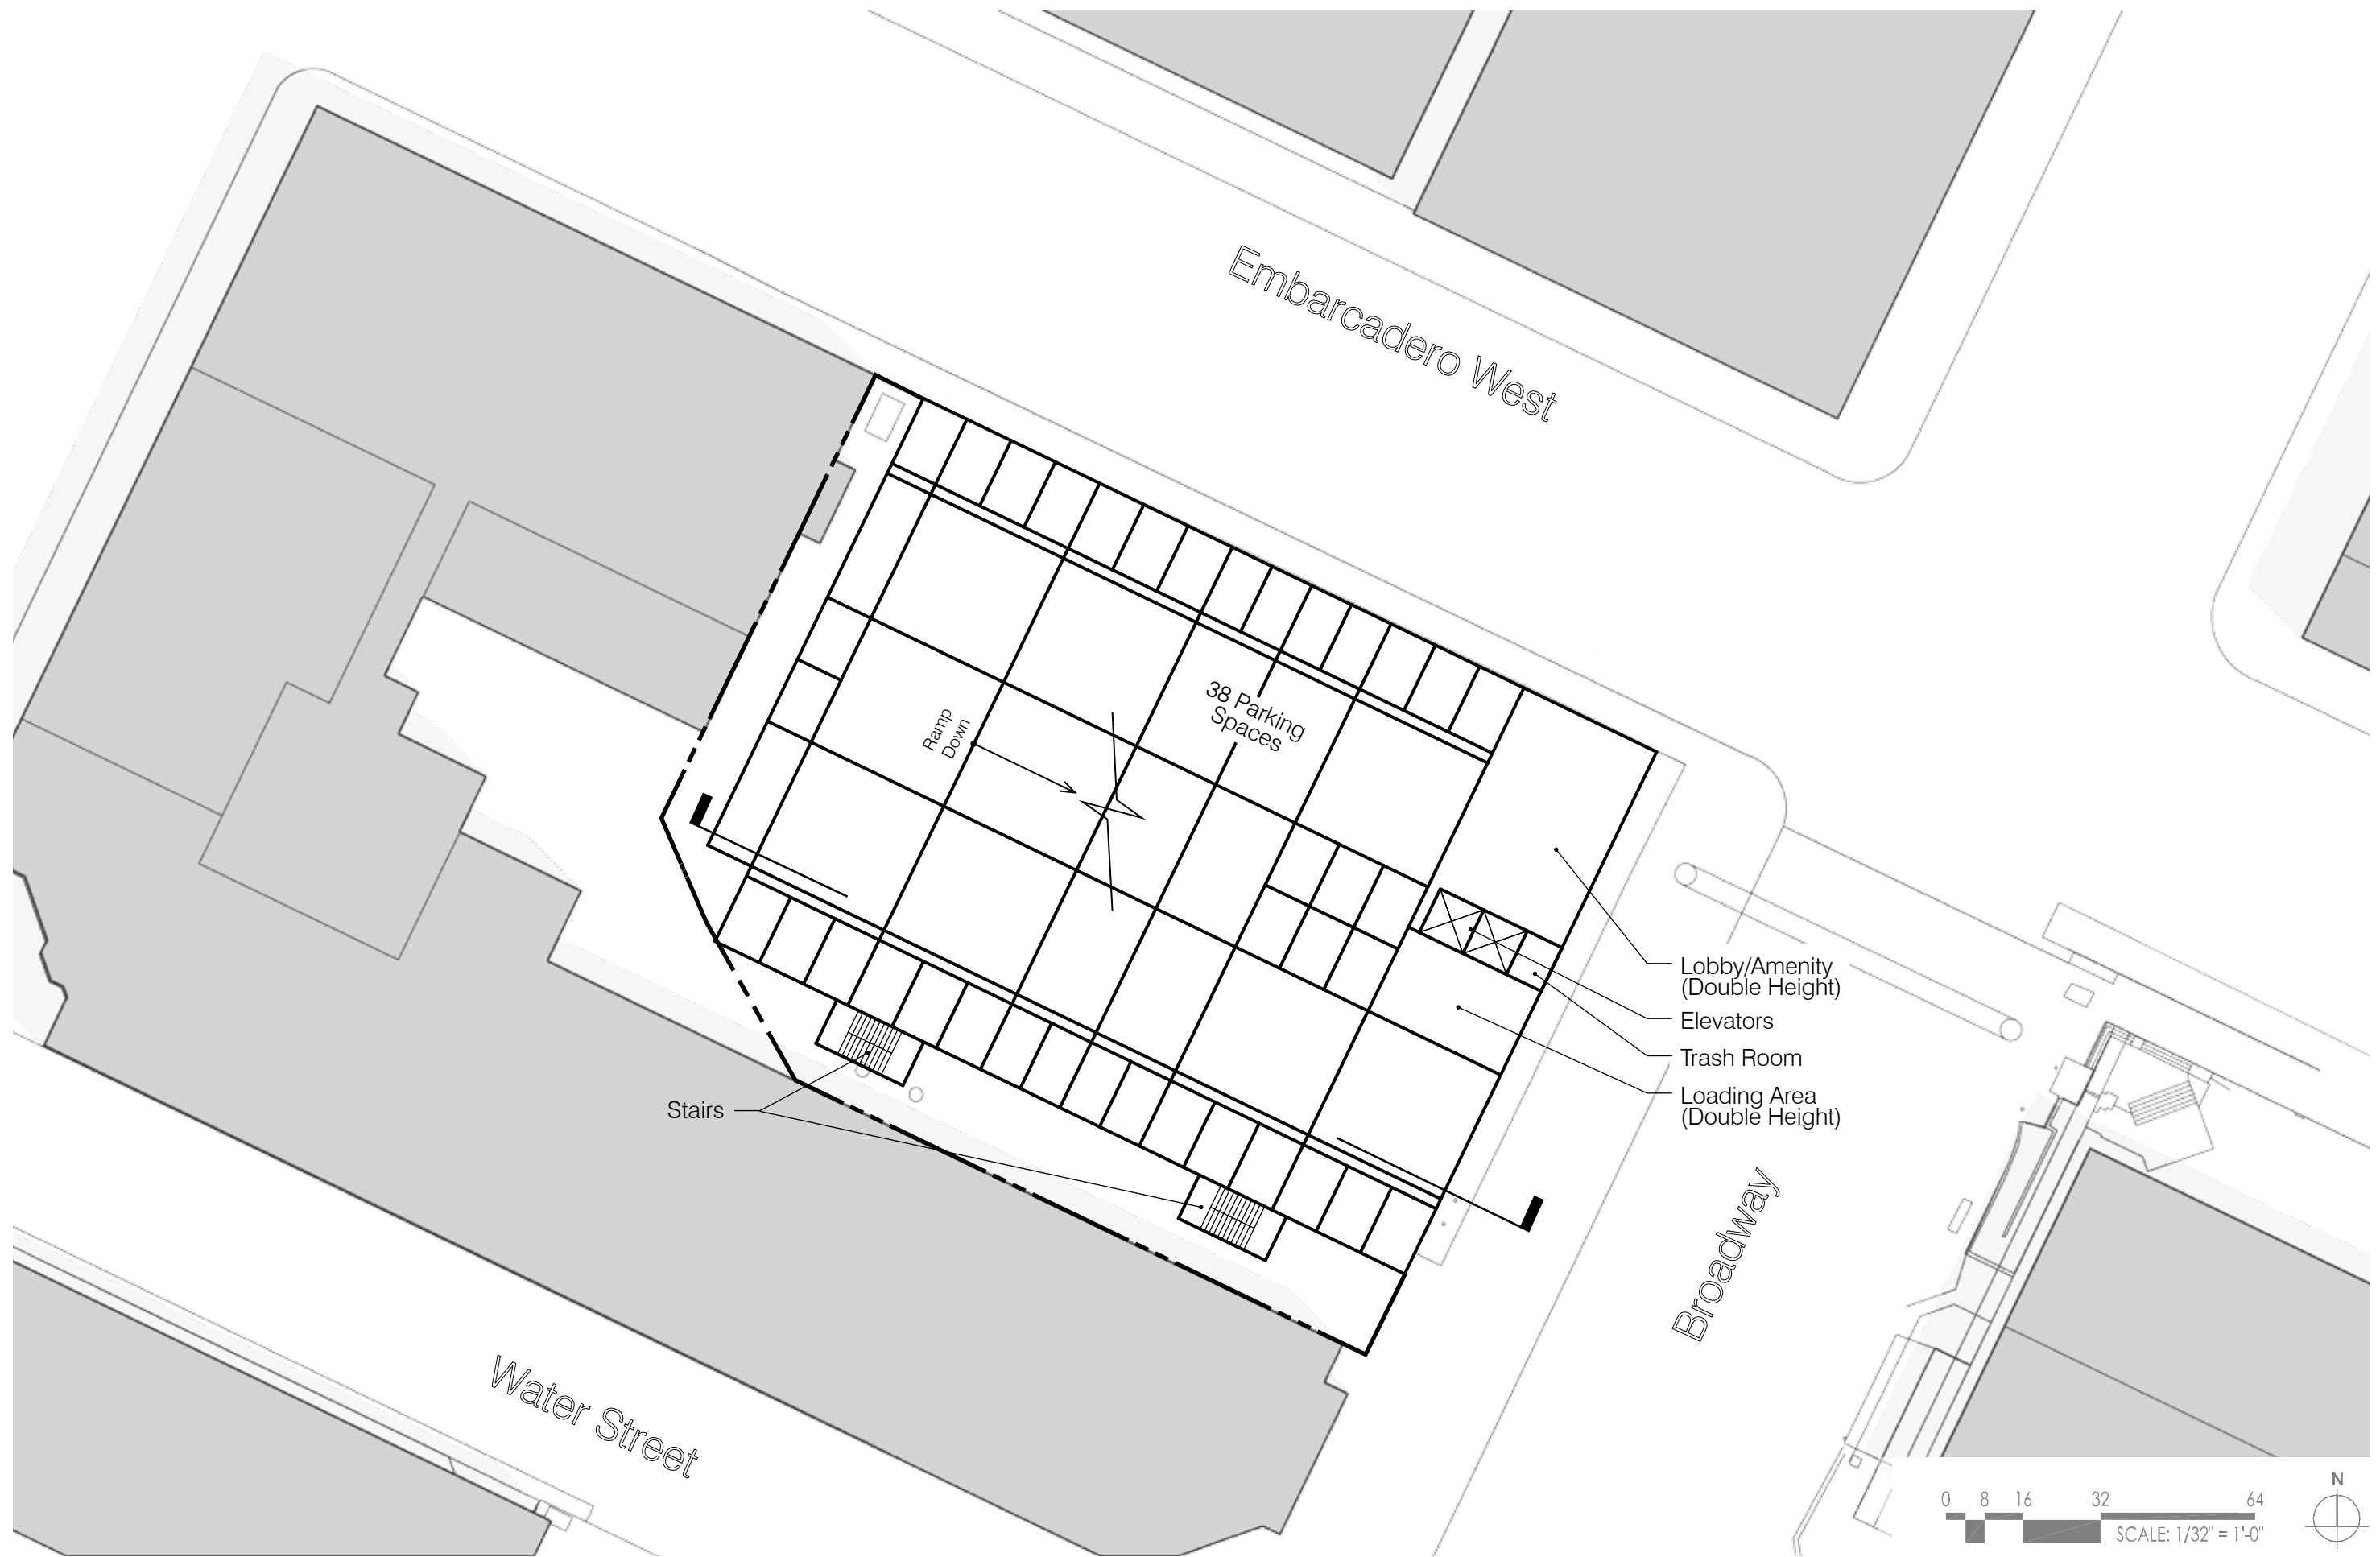 Embarcadero West
38 Parking
Spaces
Ramp
Down
Lobby/Amenity
(Double Height)
Elevators
Trash Room
Loading Area
(Double Height)
Stairs
Broadway
Water Street
N
0 8 16 32 64
SCALE: 1/32" = 1'-0"